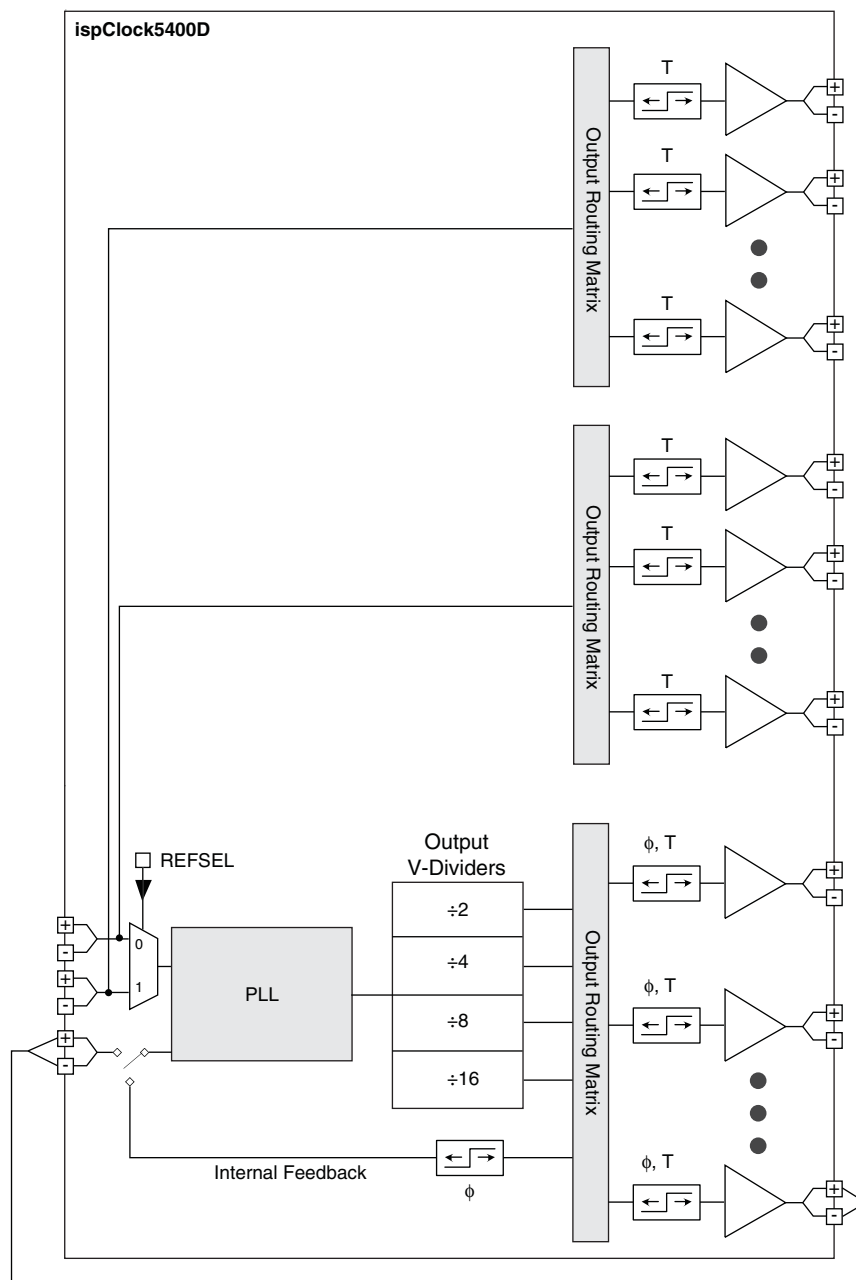 ispClock5400D
T
+
-
T
+
-
T
+
-
Output Routing Matrix
T
+
-
T
+
-
T
+
-
Output Routing Matrix
REFSEL
+
-
+
-
+
-
0
1
PLL
Output
V-Dividers
÷2
÷4
÷8
÷16
Output Routing Matrix
ϕ, T
+
-
ϕ, T
+
-
ϕ, T
+
-
Internal Feedback
ϕ